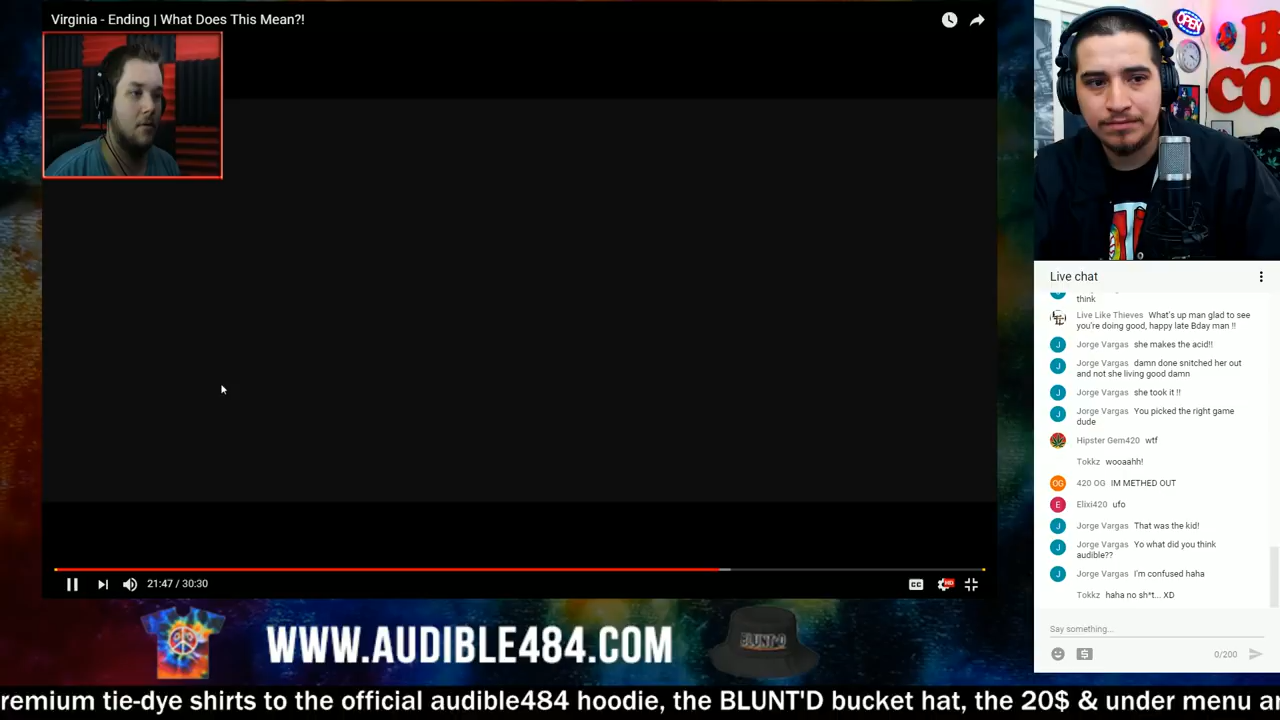 Virginia - Ending | What Does This Mean?!
OPEN
B
CO
Live chat
think
Live Like Thieves What's up man glad to see
you're doing good, happy late Bday man !!
Jorge Vargas she makes the acid!!
Jorge Vargas damn done snitched her out
and not she living good damn
Jorge Vargas she took it !!
Jorge Vargas You picked the right game
dude
Hipster Gem420 wtf
Tokkz wooaahh!
420 OG IM METHED OUT
Elixi420 ufo
Jorge Vargas That was the kid!
Jorge Vargas Yo what did you think
audible??
Jorge Vargas I'm confused haha
Tokkz haha no sh*t... XD
Say something...
0/200
21:47 / 30:30
CC
HD
WWW.AUDIBLE484.COM
BLUNT'D
remium tie-dye shirts to the official audible484 hoodie, the BLUNT'D bucket hat, the 20$ & under menu a